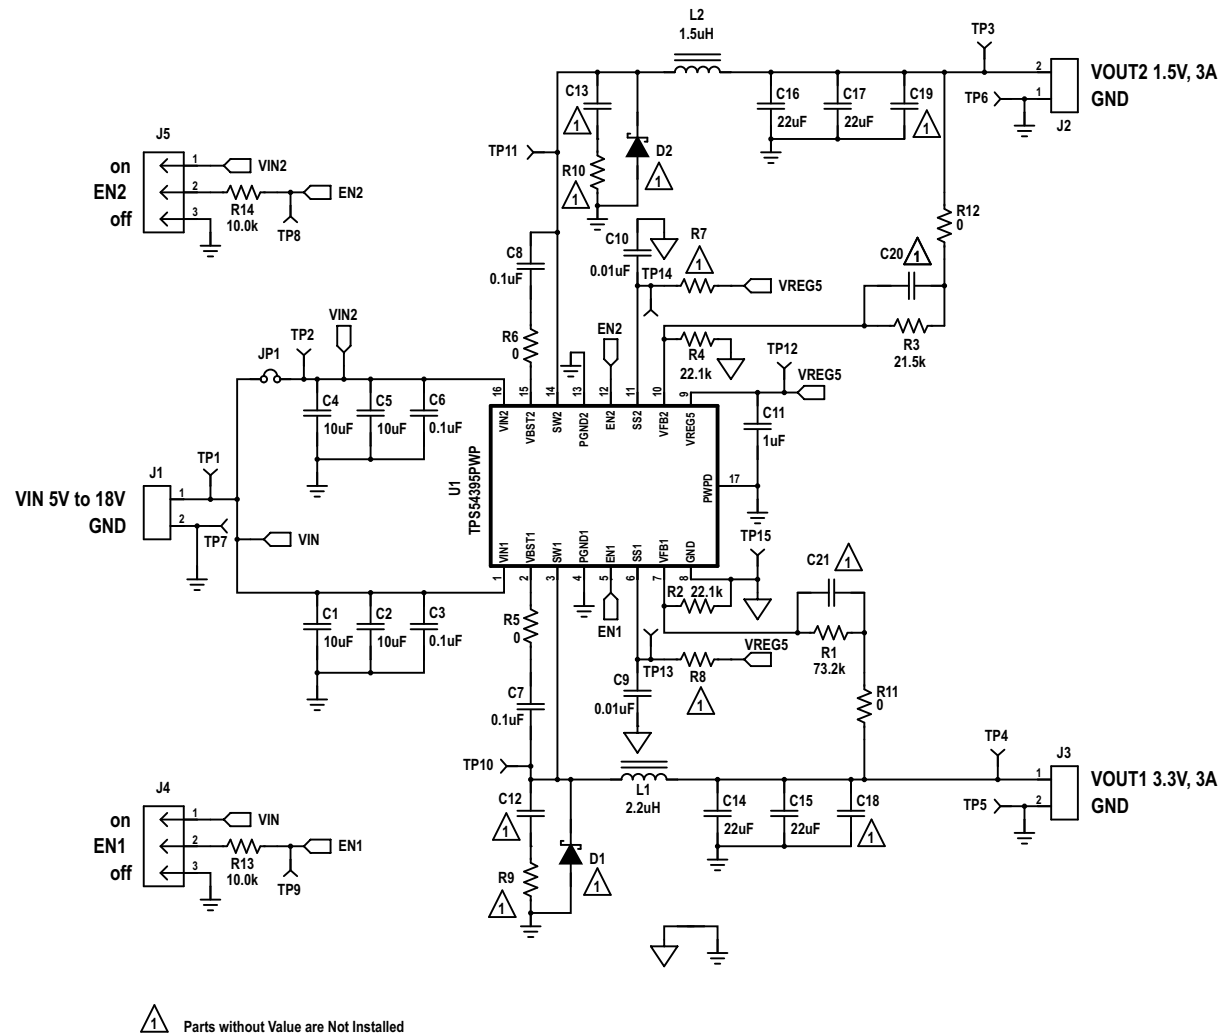 L2
1.5uH
TP3
VOUT2 1.5V, 3A
2
C13
1
C16
22uF
C17
22uF
C19
1
TP6
1
GND
J2
J5
on
1
VIN2
EN2
2
R14
10.0k
EN2
off
3
TP8
TP11
R10
1
D2
1
R12
0
C8
0.1uF
C10
0.01uF
TP14
R7
1
VREG5
C20
1
R3
21.5k
VIN2
TP2
JP1
R6
0
EN2
R4
22.1k
TP12
VREG5
C4
10uF
C5
10uF
C6
0.1uF
16
15
14
13
12
11
10
9
VIN2
VBST2
SW2
PGND2
EN2
SS2
VFB2
VREG5
C11
1uF
TP1
J1
VIN 5V to 18V
1
GND
2
TP7
VIN
U1
TPS54395PWP
PWPD
17
VIN1
VBST1
SW1
PGND1
EN1
SS1
VFB1
GND
1
2
3
4
5
6
7
8
TP15
C1
10uF
C2
10uF
C3
0.1uF
R5
0
EN1
R2
22.1k
C21
1
R1
73.2k
TP13
R8
1
VREG5
R11
0
C7
0.1uF
C9
0.01uF
TP10
L1
2.2uH
TP4
J3
1
VOUT1 3.3V, 3A
TP5
2
GND
C12
1
C14
22uF
C15
22uF
C18
1
J4
on
1
VIN
EN1
2
R13
10.0k
EN1
off
3
TP9
R9
1
D1
1
1
Parts without Value are Not Installed